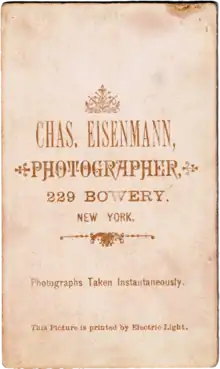 CHAS. EISENMANN,
PHOTOGRAPHER,
229 BOWERY.
NEW YORK.
Photographs Taken Instantaneously.
This Picture is printed by Electric Light.